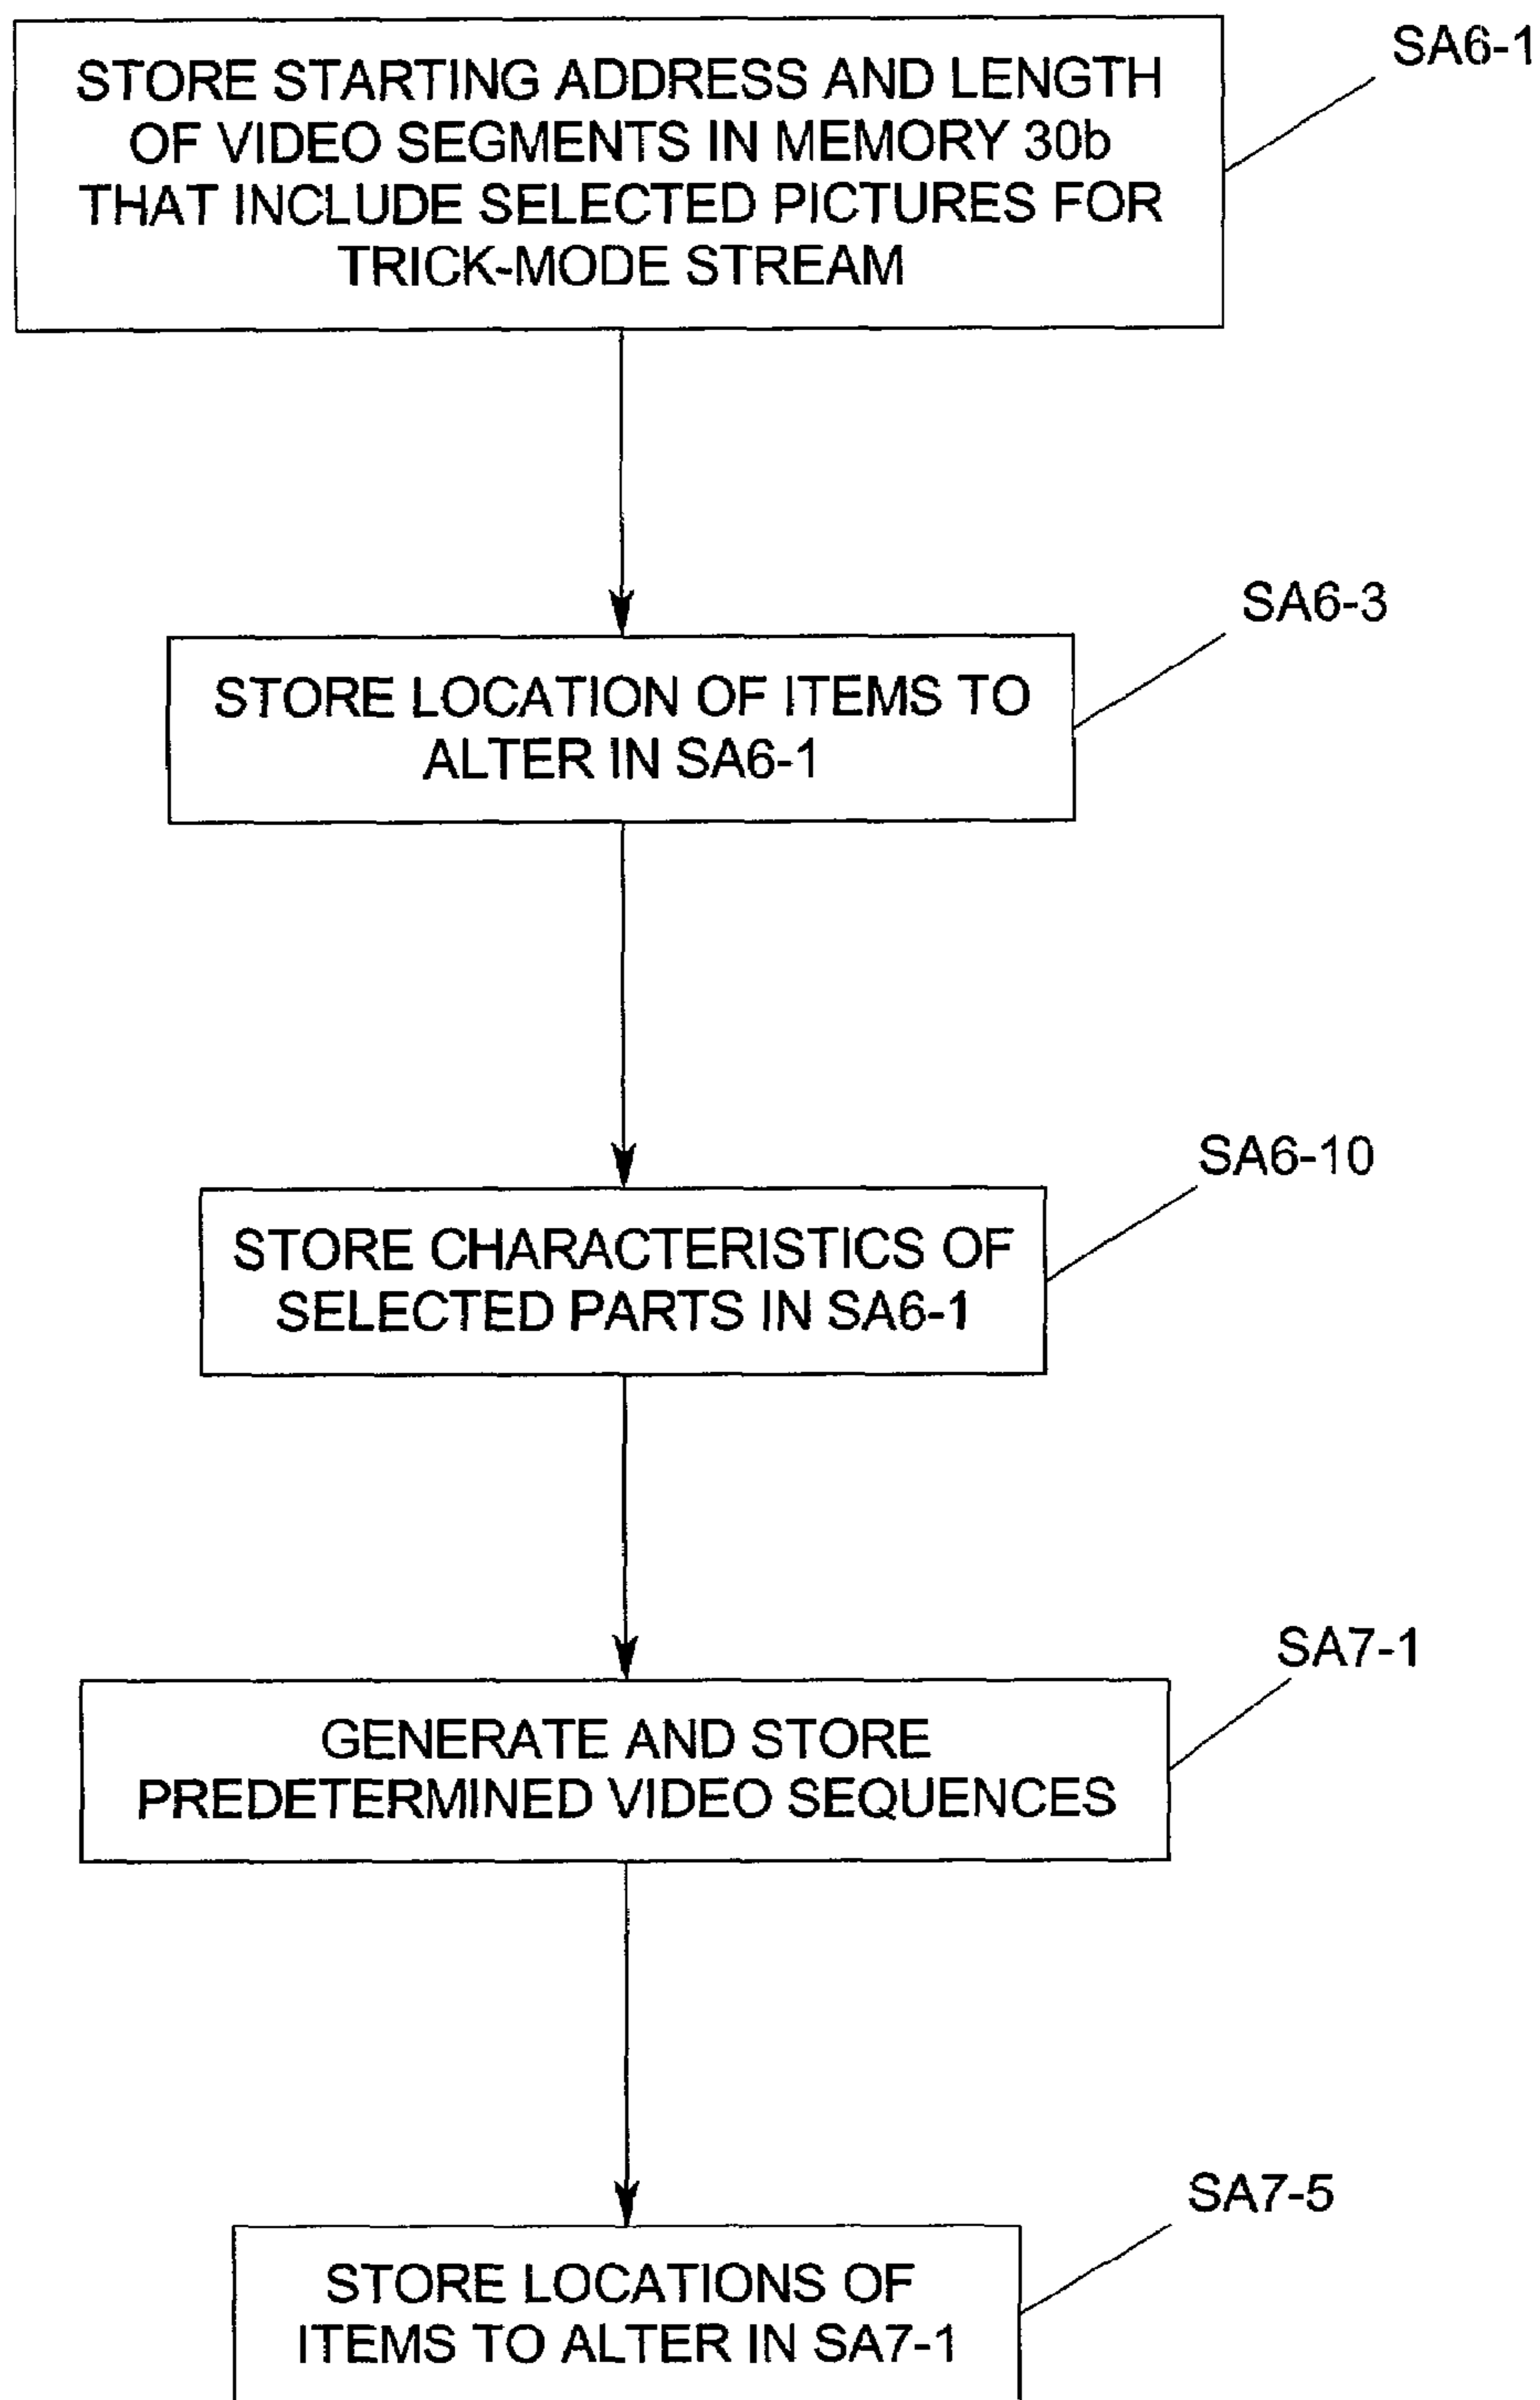 SA6-1
STORE STARTING ADDRESS AND LENGTH
OF VIDEO SEGMENTS IN MEMORY 30b
THAT INCLUDE SELECTED PICTURES FOR
TRICK-MODE STREAM
SA6-3
STORE LOCATION OF ITEMS TO
ALTER IN SA6-1
SA6-10
STORE CHARACTERISTICS OF
SELECTED PARTS IN SA6-1
SA7-1
GENERATE AND STORE
PREDETERMINED VIDEO SEQUENCES
SA7-5
STORE LOCATIONS OF
ITEMS TO ALTER IN SA7-1